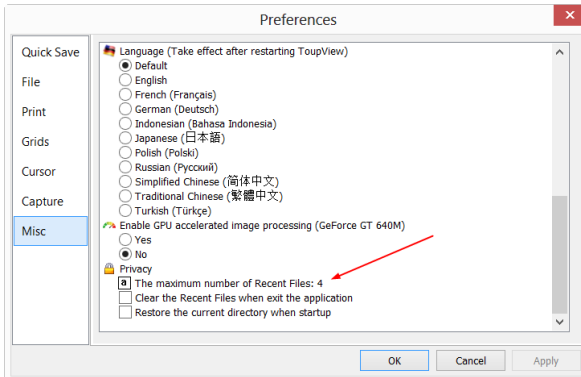 Preferences
Quick Save
File
Print
Grids
Cursor
Capture
Misc
Language (Take effect after restarting ToupView)
Default
English
French (Français)
German (Deutsch)
Indonesian (Bahasa Indonesia)
Japanese (日本語)
Polish (Polski)
Russian (Русский)
Simplified Chinese (简体中文)
Traditional Chinese (繁體中文)
Turkish (Türkçe)
Enable GPU accelerated image processing (GeForce GT 640M)
Yes
No
Privacy
a The maximum number of Recent Files: 4
Clear the Recent Files when exit the application
Restore the current directory when startup
OK Cancel Apply